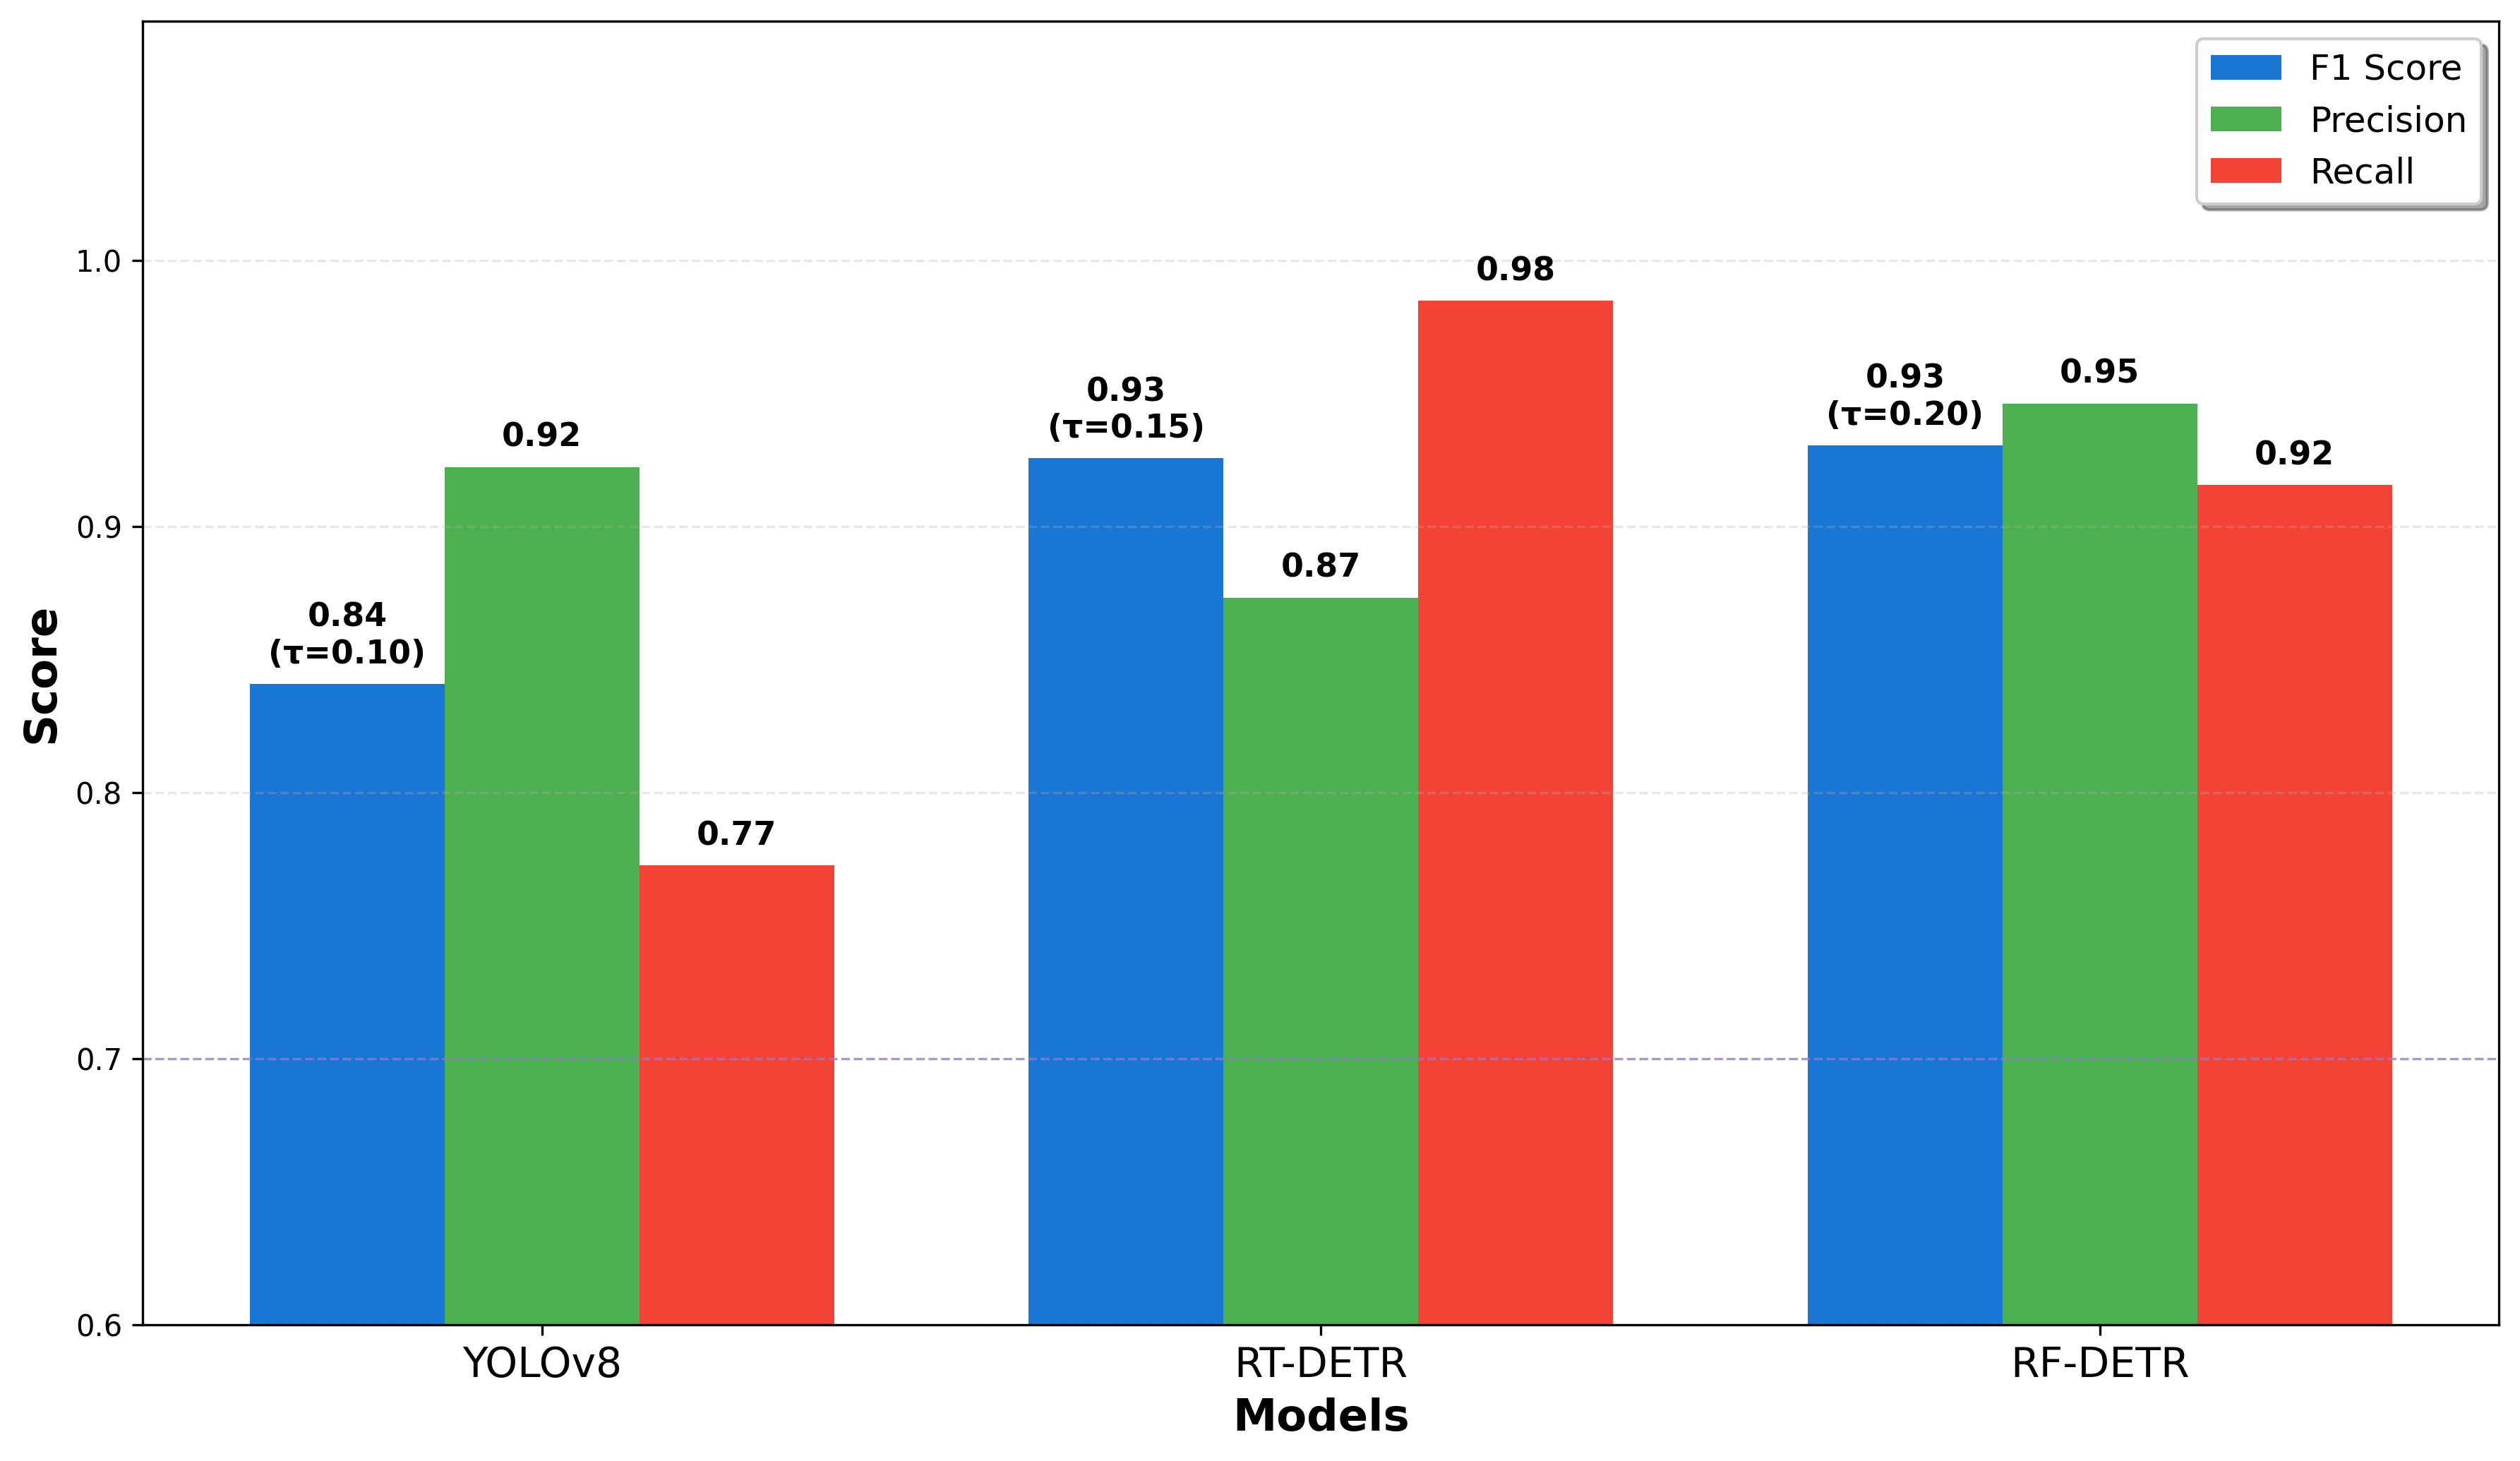 F1 Score
Precision
Recall
1.0
0.9
0.8
0.7
0.6
Score
0.84
(τ=0.10)
0.92
0.77
0.93
(τ=0.15)
0.87
0.98
0.93
(τ=0.20)
0.95
0.92
YOLOv8
RT-DETR
RF-DETR
Models